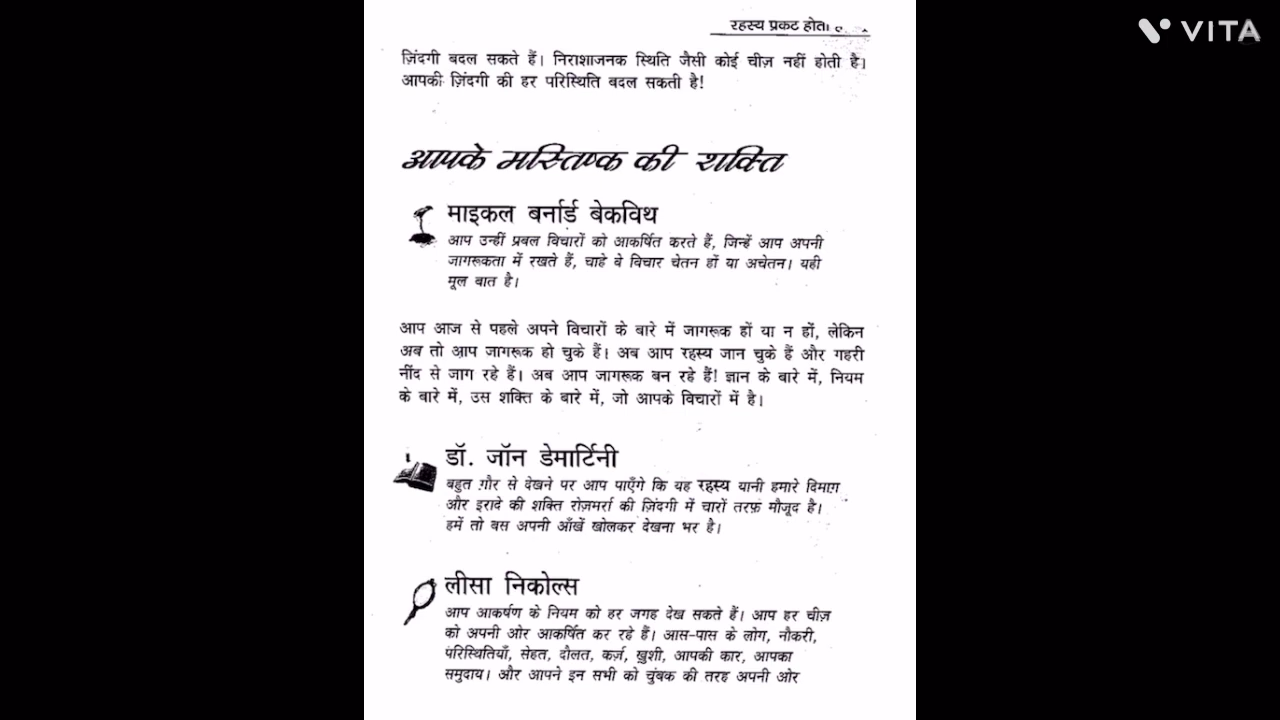 रहस्य प्रकट होता
VITA
ज़िंदगी बदल सकते हैं। निराशाजनक स्थिति जैसी कोई चीज़ नहीं होती है।
आपकी ज़िंदगी की हर परिस्थिति बदल सकती है!
आपके मस्तिष्क की शक्ति
माइकल बर्नार्ड बेकविथ
आप उन्हीं प्रबल विचारों को आकर्षित करते हैं, जिन्हें आप अपनी
जागरूकता में रखते हैं, चाहे वे विचार चेतन हों या अचेतन। यही
मूल बात है।
आप आज से पहले अपने विचारों के बारे में जागरूक हों या न हों, लेकिन
अब तो आप जागरूक हो चुके हैं। अब आप रहस्य जान चुके हैं और गहरी
नींद से जाग रहे हैं। अब आप जागरूक बन रहे हैं! ज्ञान के बारे में, नियम
के बारे में, उस शक्ति के बारे में, जो आपके विचारों में है।
डॉ. जॉन डेमार्टिनी
बहुत ग़ौर से देखने पर आप पाएँगे कि यह रहस्य यानी हमारे दिमाग़
और इरादे की शक्ति रोज़मर्रा की ज़िंदगी में चारों तरफ़ मौजूद है।
हमें तो बस अपनी आँखें खोलकर देखना भर है।
लीसा निकोल्स
आप आकर्षण के नियम को हर जगह देख सकते हैं। आप हर चीज़
को अपनी ओर आकर्षित कर रहे हैं। आस-पास के लोग, नौकरी,
परिस्थितियाँ, सेहत, दौलत, कर्ज़, ख़ुशी, आपकी कार, आपका
समुदाय। और आपने इन सभी को चुंबक की तरह अपनी ओर